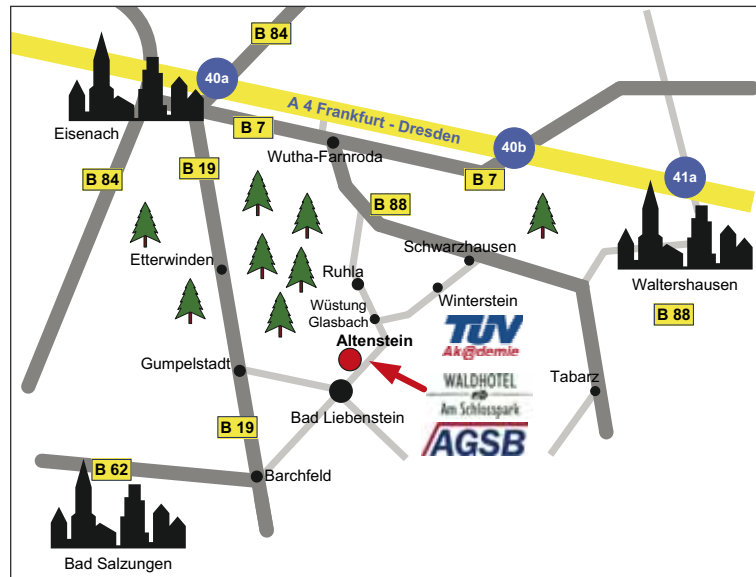 B 84
40a
A 4 Frankfurt - Dresden
Eisenach
B 7
40b
Wutha-Farnroda
B 84
B 19
B 7
41a
B 88
Schwarzhausen
Etterwinden
Ruhla
Waltershausen
Winterstein
Wüstung
Glasbach
B 88
TÜV
Ak@demie
Altenstein
Gumpelstadt
Tabarz
WALDHOTEL
Am Schlosspark
Bad Liebenstein
B 19
AGSB
B 62
Barchfeld
Bad Salzungen